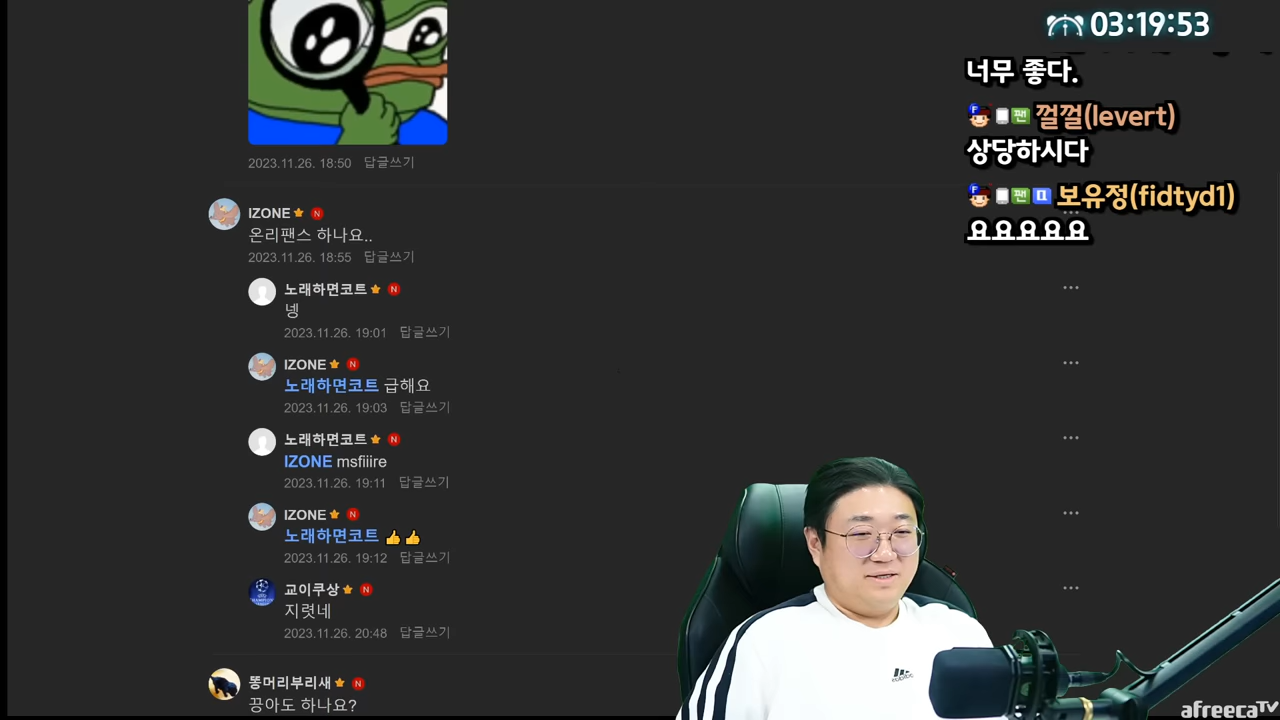 03:19:53
너무 좋다.
팬 껄껄(levert)
상당하시다
팬 보유정(fidtyd1)
요요요요요
2023.11.26. 18:50 답글쓰기
IZONE N
온리팬스 하나요..
2023.11.26. 18:55 답글쓰기
노래하면코트 N
넹
2023.11.26. 19:01 답글쓰기
IZONE N
노래하면코트 급해요
2023.11.26. 19:03 답글쓰기
노래하면코트 N
IZONE msfiiire
2023.11.26. 19:11 답글쓰기
IZONE N
노래하면코트 👍👍
2023.11.26. 19:12 답글쓰기
교이쿠상 N
지렷네
2023.11.26. 20:48 답글쓰기
똥머리부리새 N
끙아도 하나요?
afreecaTV